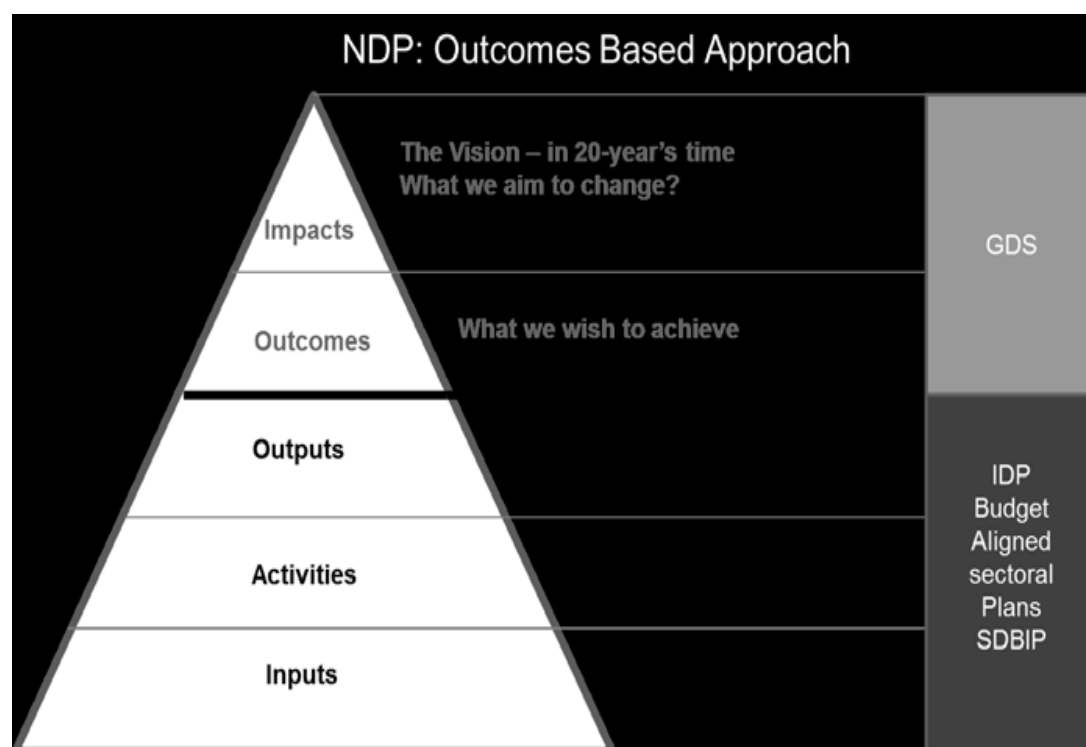 NDP: Outcomes Based Approach
The Vision – in 20-year's time
What we aim to change?
Impacts
GDS
Outcomes
What we wish to achieve
Outputs
Activities
Inputs
IDP
Budget
Aligned
sectoral
Plans
SDBIP